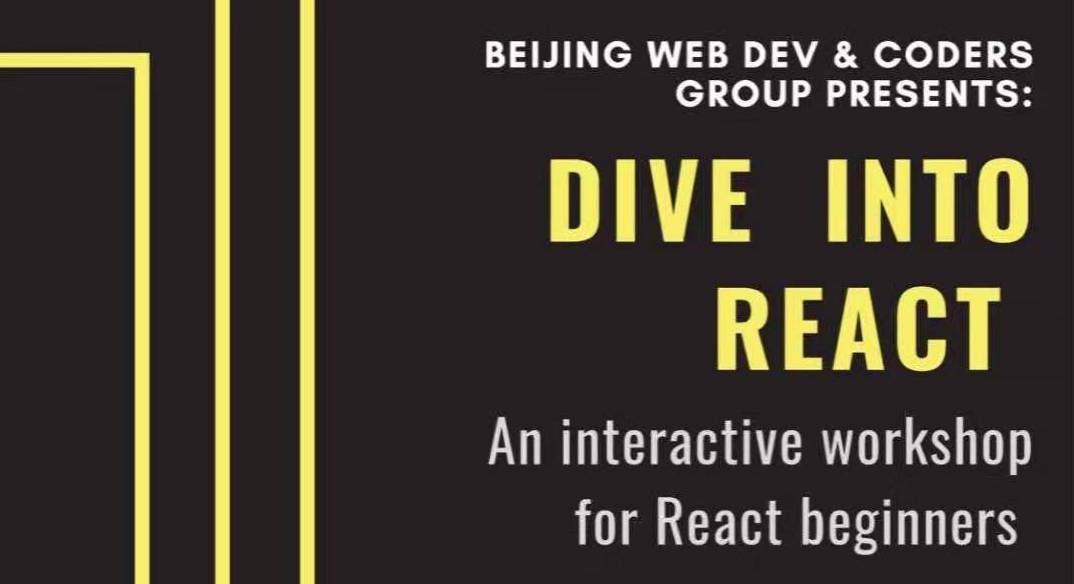 BEIJING WEB DEV & CODERS
GROUP PRESENTS:
DIVE INTO
REACT
An interactive workshop
for React beginners